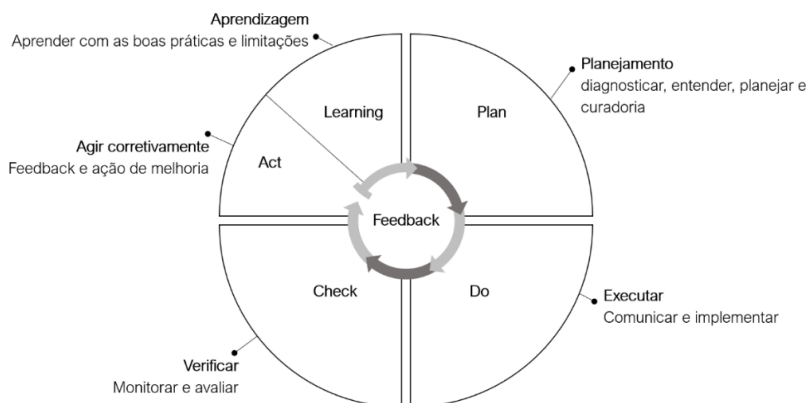 Aprendizagem
Aprender com as boas práticas e limitações
Planejamento
diagnosticar, entender, planejar e
curadoria
Learning
Plan
Agir corretivamente
Feedback e ação de melhoria
Act
Feedback
Check
Do
Executar
Comunicar e implementar
Verificar
Monitorar e avaliar